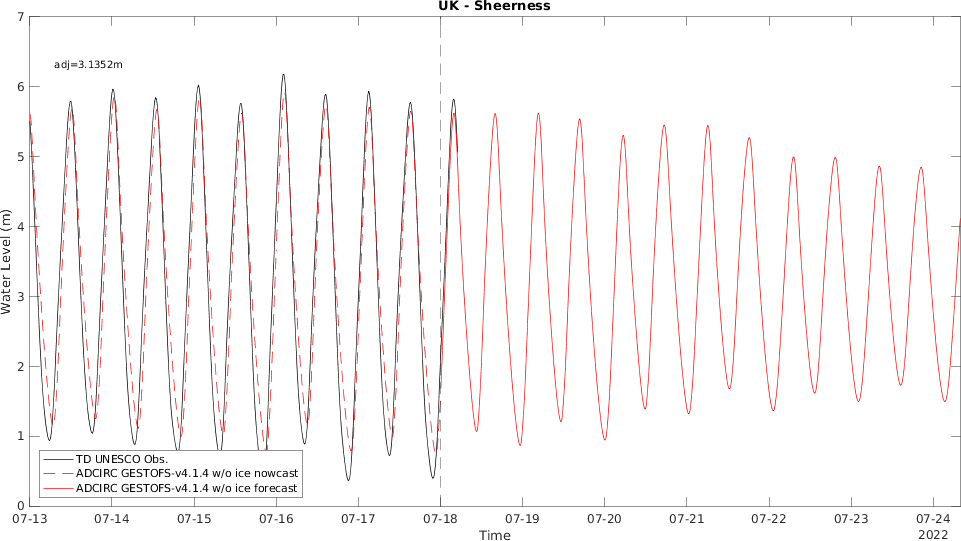 UK - Sheerness
7
6
5
4
3
2
1
0
Water Level (m)
adj=3.1352m
TD UNESCO Obs.
ADCIRC GESTOFS-v4.1.4 w/o ice nowcast
ADCIRC GESTOFS-v4.1.4 w/o ice forecast
07-13 07-14 07-15 07-16 07-17 07-18 07-19 07-20 07-21 07-22 07-23 07-24
2022
Time